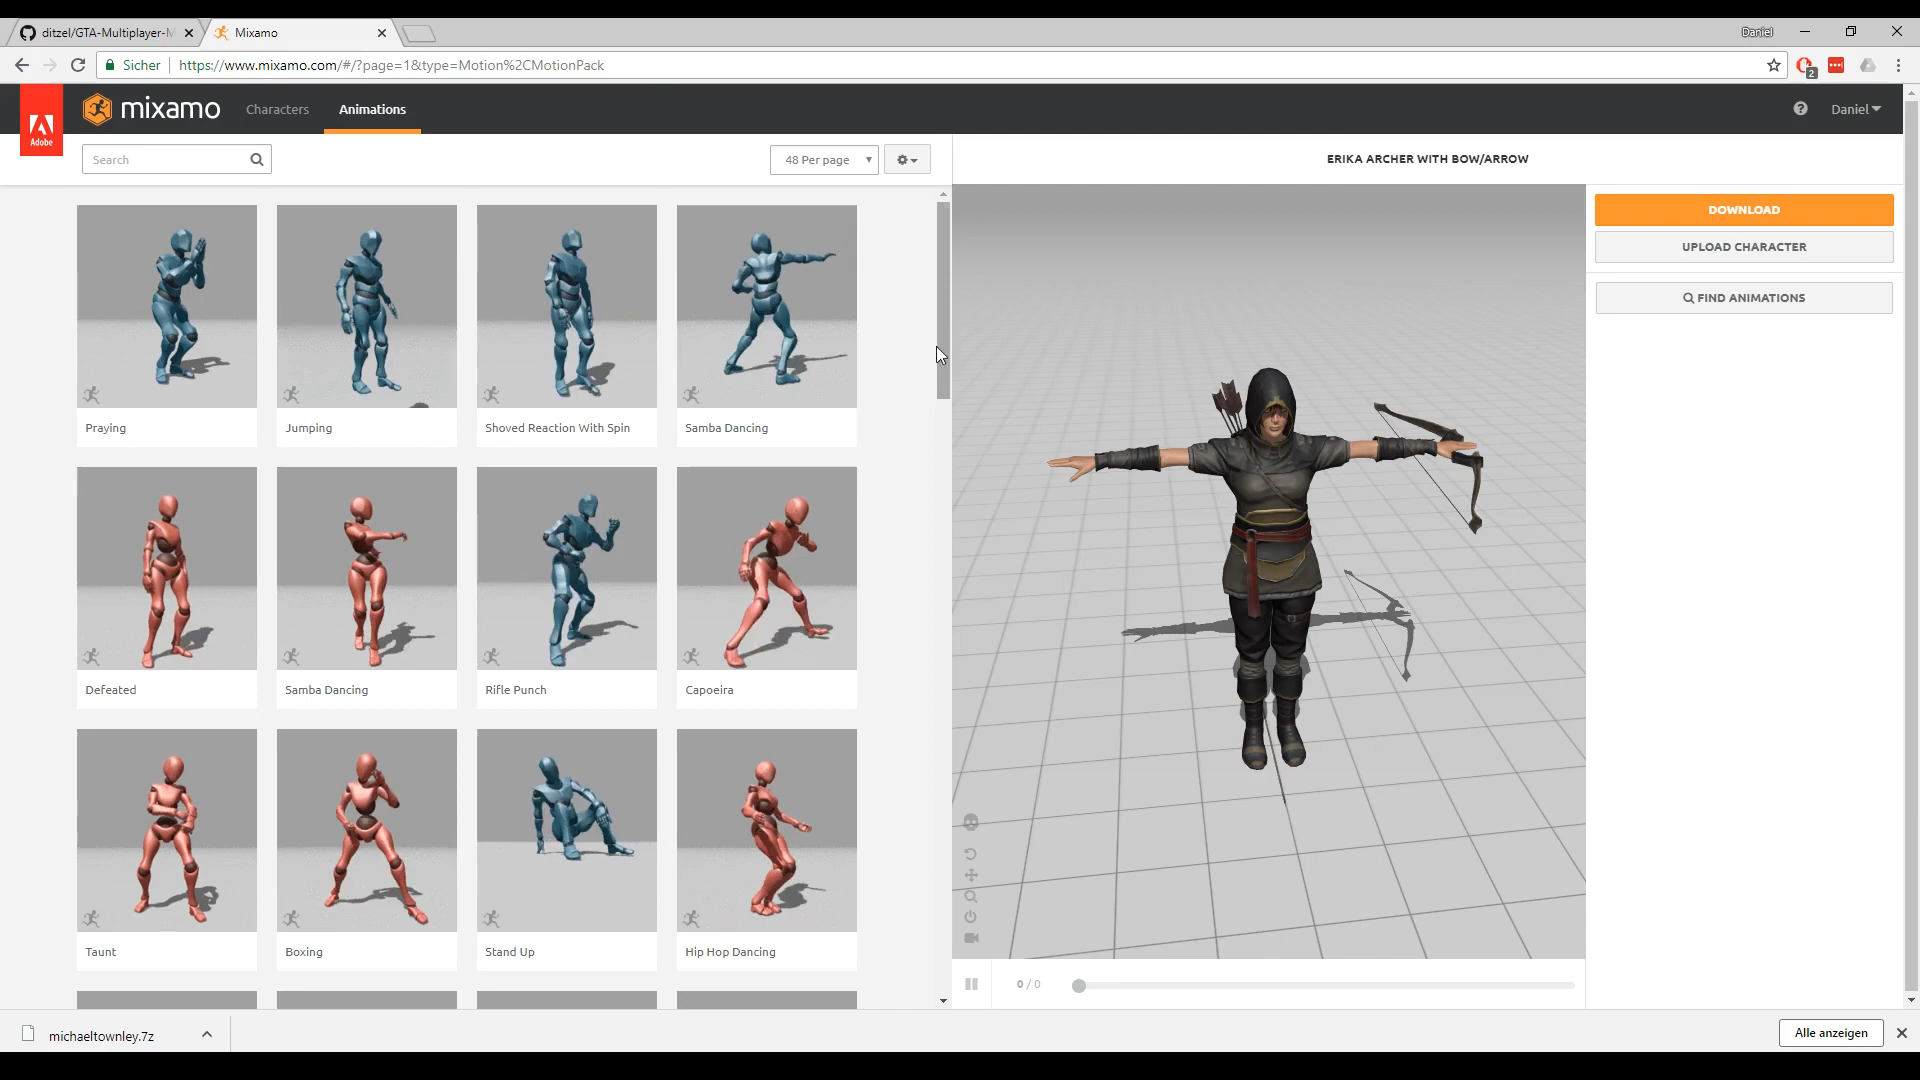 ditzel/GTA-Multiplayer-M
Mixamo
Daniel
Sicher
https://www.mixamo.com/#/?page=1&type=Motion%2CMotionPack
2
Adobe
mixamo
Characters
Animations
Daniel
Search
48 Per page
ERIKA ARCHER WITH BOW/ARROW
DOWNLOAD
UPLOAD CHARACTER
FIND ANIMATIONS
Praying
Jumping
Shoved Reaction With Spin
Samba Dancing
Defeated
Samba Dancing
Rifle Punch
Capoeira
Taunt
Boxing
Stand Up
Hip Hop Dancing
0 / 0
michaeltownley.7z
Alle anzeigen